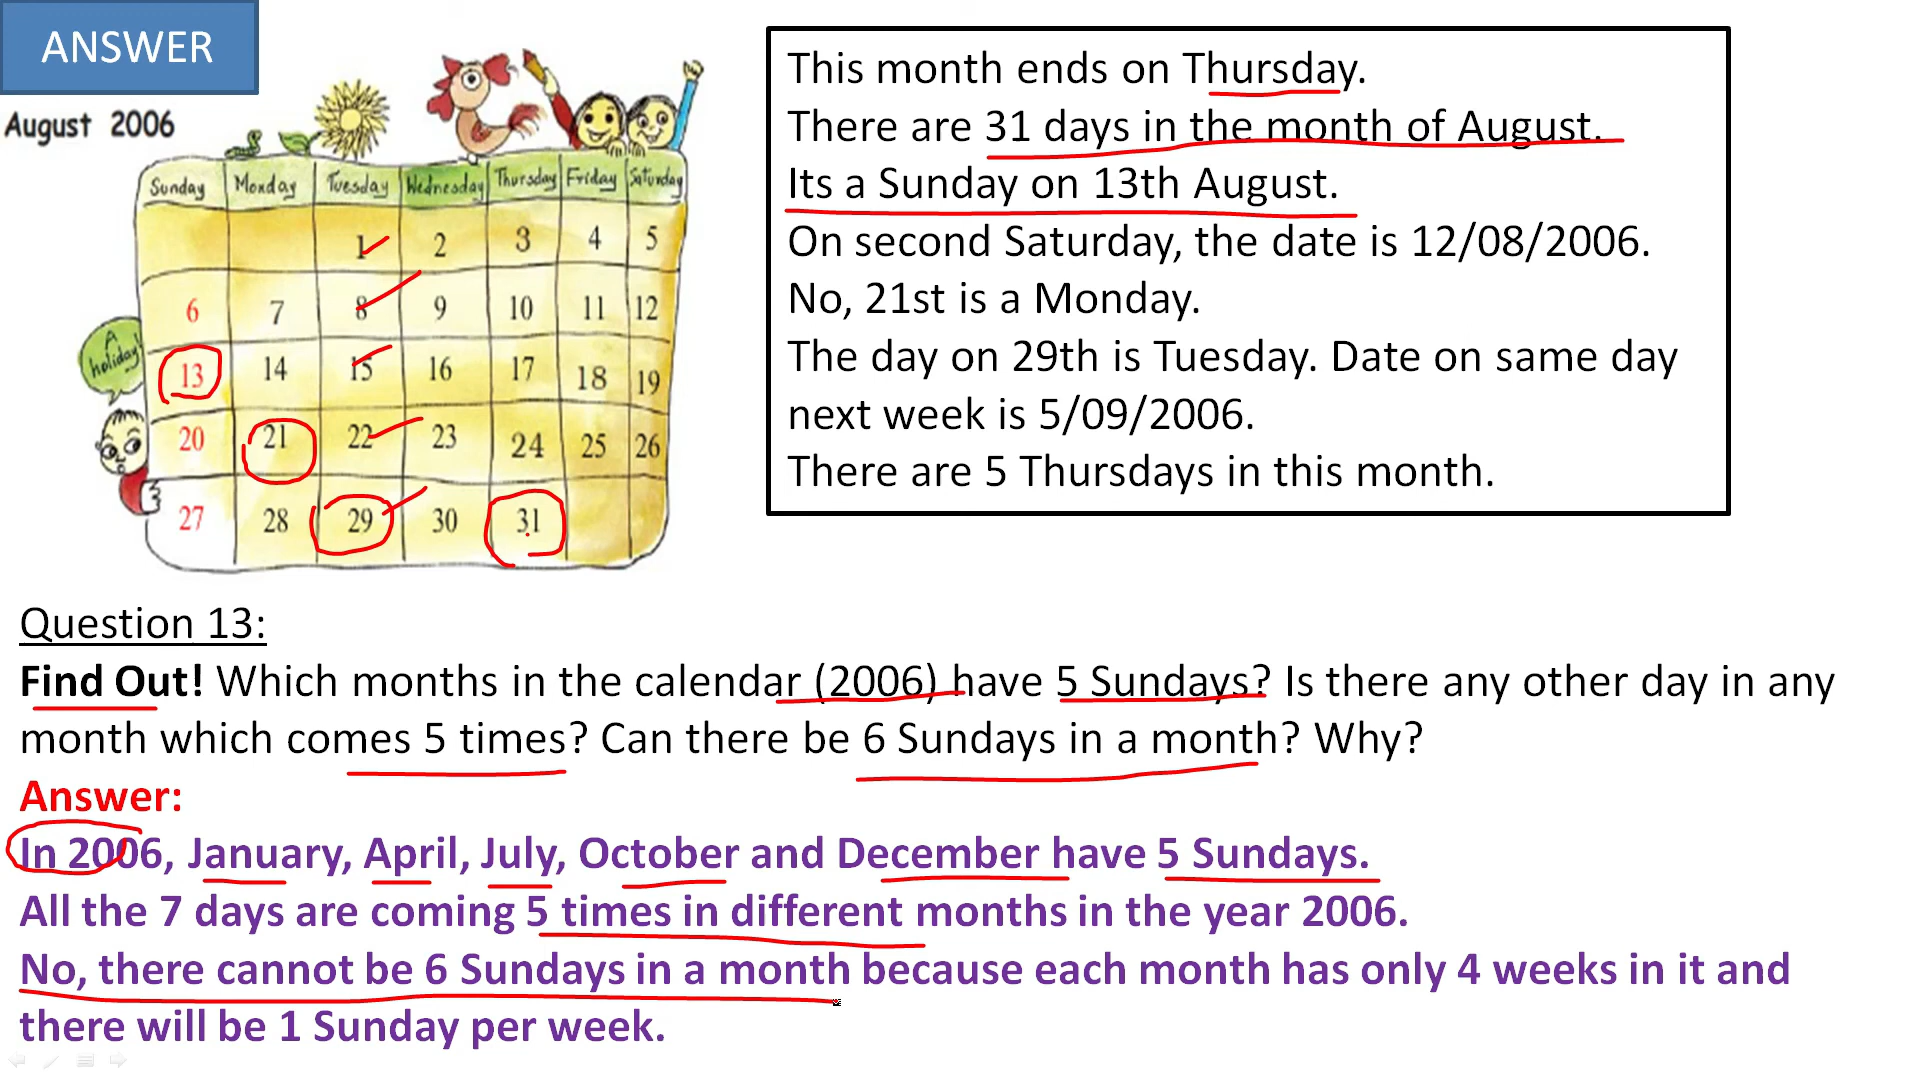 ANSWER
August 2006
Sunday Monday Tuesday Wednesday Thursday Friday Saturday
1 2 3 4 5
6 7 8 9 10 11 12
A
holiday!
13 14 15 16 17 18 19
20 21 22 23 24 25 26
27 28 29 30 31
This month ends on Thursday.
There are 31 days in the month of August.
Its a Sunday on 13th August.
On second Saturday, the date is 12/08/2006.
No, 21st is a Monday.
The day on 29th is Tuesday. Date on same day
next week is 5/09/2006.
There are 5 Thursdays in this month.
Question 13:
Find Out! Which months in the calendar (2006) have 5 Sundays? Is there any other day in any
month which comes 5 times? Can there be 6 Sundays in a month? Why?
Answer:
In 2006, January, April, July, October and December have 5 Sundays.
All the 7 days are coming 5 times in different months in the year 2006.
No, there cannot be 6 Sundays in a month because each month has only 4 weeks in it and
there will be 1 Sunday per week.